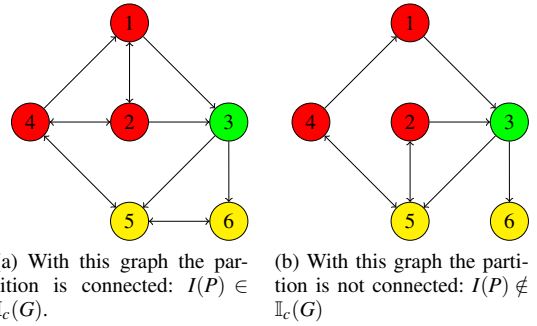 1
1
4
2
3
4
2
3
5
6
5
6
(a) With this graph the par-
tition is connected: I(P) ∈
𝕀c(G).
(b) With this graph the parti-
tion is not connected: I(P) ∉
𝕀c(G)